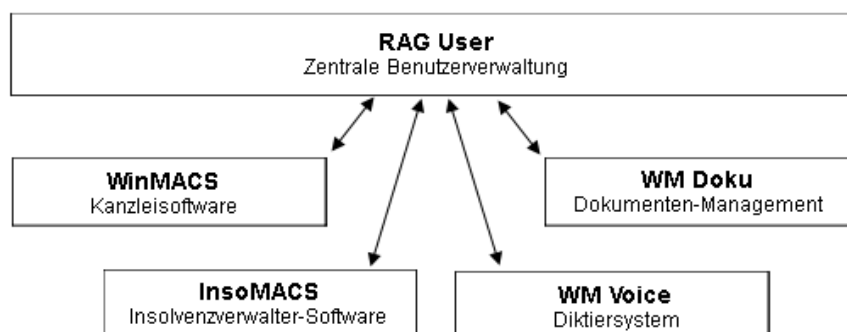 RAG User
Zentrale Benutzerverwaltung
WinMACS
Kanzleisoftware
WM Doku
Dokumenten-Management
InsoMACS
Insolvenzverwalter-Software
WM Voice
Diktiersystem